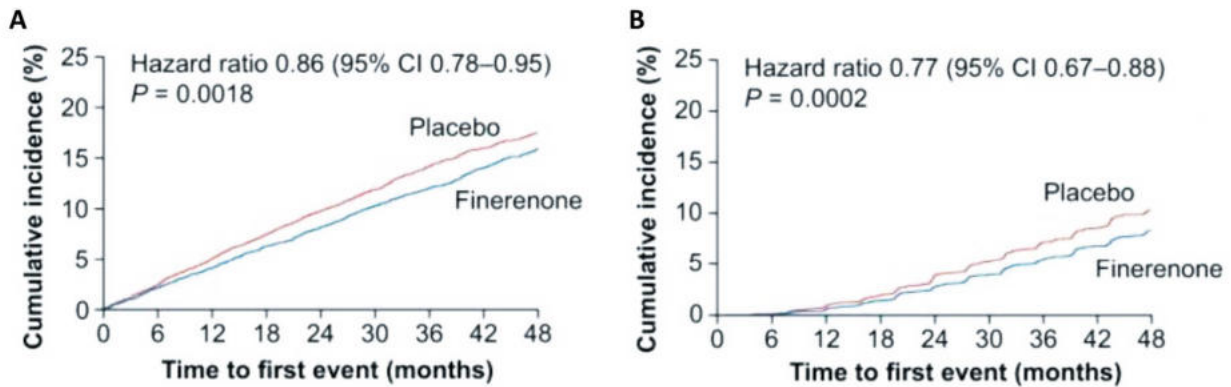 A
Cumulative incidence (%)
25
20
15
10
5
0
Hazard ratio 0.86 (95% CI 0.78–0.95)
P = 0.0018
Placebo
Finerenone
0 6 12 18 24 30 36 42 48
Time to first event (months)
B
Cumulative incidence (%)
25
20
15
10
5
0
Hazard ratio 0.77 (95% CI 0.67–0.88)
P = 0.0002
Placebo
Finerenone
0 6 12 18 24 30 36 42 48
Time to first event (months)